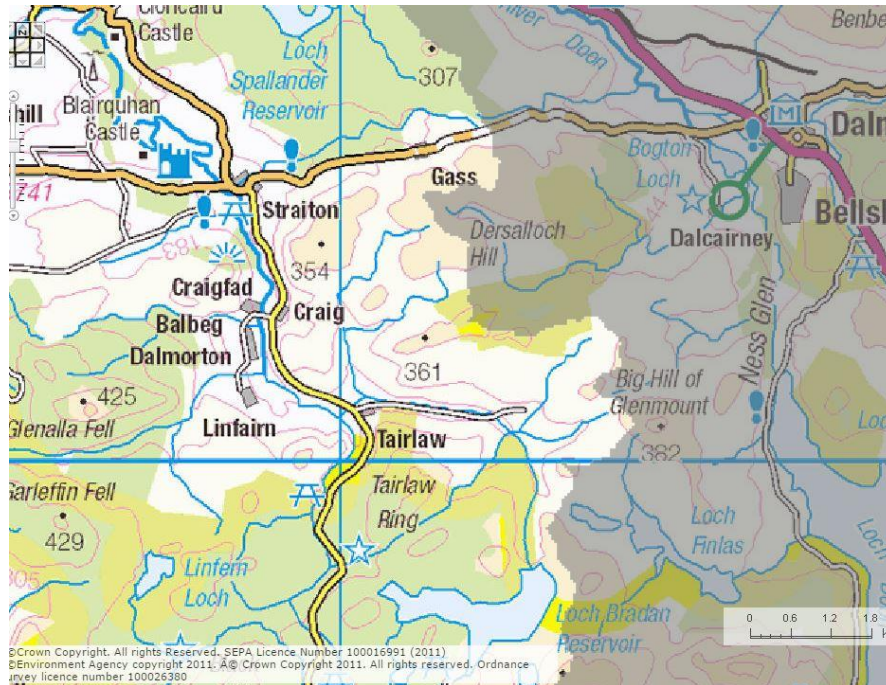 Cloncaird
Castle
Loch
Spallander
Reservoir
307
River
Doon
Blairquhan
Castle
hill
741
M
Bogton
Loch
Gass
Straiton
183
354
Dersalloch
Hill
44
Dalcairney
Craigfad
Balbeg
Craig
Dalmorton
361
Ness Glen
425
Glenalla Fell
Linfairn
Big Hill of
Glenmount
382
Tairlaw
Garleffin Fell
429
Tairlaw
Ring
Loch
Finlas
305
Linfern
Loch
Loch Bradan
Reservoir
0 0.6 1.2 1.8
k
©Crown Copyright. All rights Reserved. SEPA Licence Number 100016991 (2011)
©Environment Agency copyright 2011. Â© Crown Copyright 2011. All rights reserved. Ordnance
urvey licence number 100026380